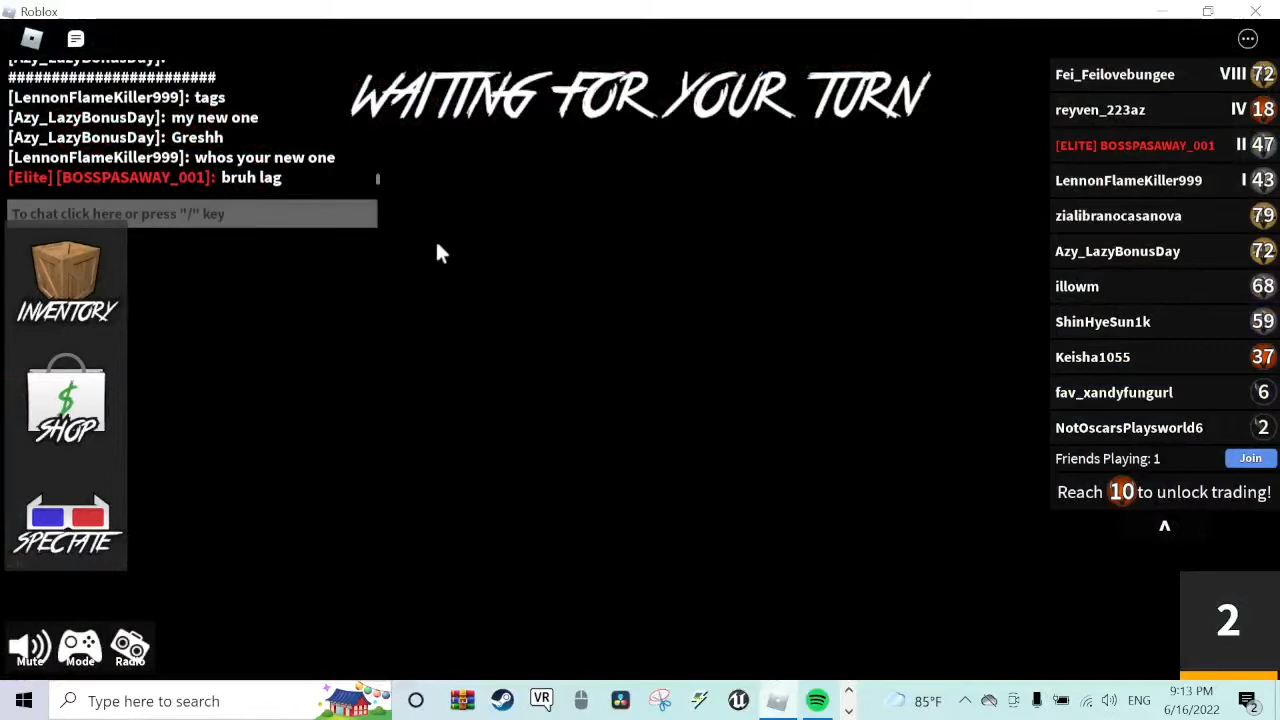 Roblox
[Azy_LazyBonusDay]:
########################
[LennonFlameKiller999]: tags
[Azy_LazyBonusDay]: my new one
[Azy_LazyBonusDay]: Greshh
[LennonFlameKiller999]: whos your new one
[Elite] [BOSSPASAWAY_001]: bruh lag
To chat click here or press "/" key
WAITING FOR YOUR TURN
Fei_Feilovebungee VIII 72
reyven_223az IV 18
[ELITE] BOSSPASAWAY_001 II 47
LennonFlameKiller999 I 43
zialibranocasanova 79
Azy_LazyBonusDay 72
illowm 68
ShinHyeSun1k 59
Keisha1055 37
fav_xandyfungurl 6
NotOscarsPlaysworld6 2
Friends Playing: 1 Join
Reach 10 to unlock trading!
INVENTORY
$
SHOP
SPECTATE
2
Mute Mode Radio
Type here to search
VR
85°F
ENG
9:13 PM
6/16/2022
2